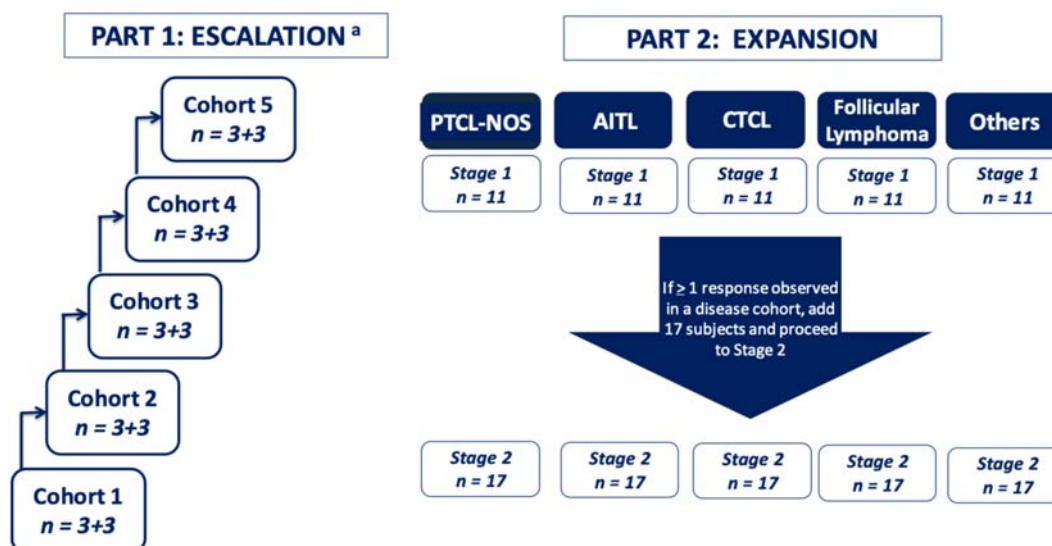 PART 1: ESCALATION a
Cohort 5
n = 3+3
Cohort 4
n = 3+3
Cohort 3
n = 3+3
Cohort 2
n = 3+3
Cohort 1
n = 3+3
PART 2: EXPANSION
PTCL-NOS
AITL
CTCL
Follicular
Lymphoma
Others
Stage 1
n = 11
Stage 1
n = 11
Stage 1
n = 11
Stage 1
n = 11
Stage 1
n = 11
If ≥ 1 response observed
in a disease cohort, add
17 subjects and proceed
to Stage 2
Stage 2
n = 17
Stage 2
n = 17
Stage 2
n = 17
Stage 2
n = 17
Stage 2
n = 17